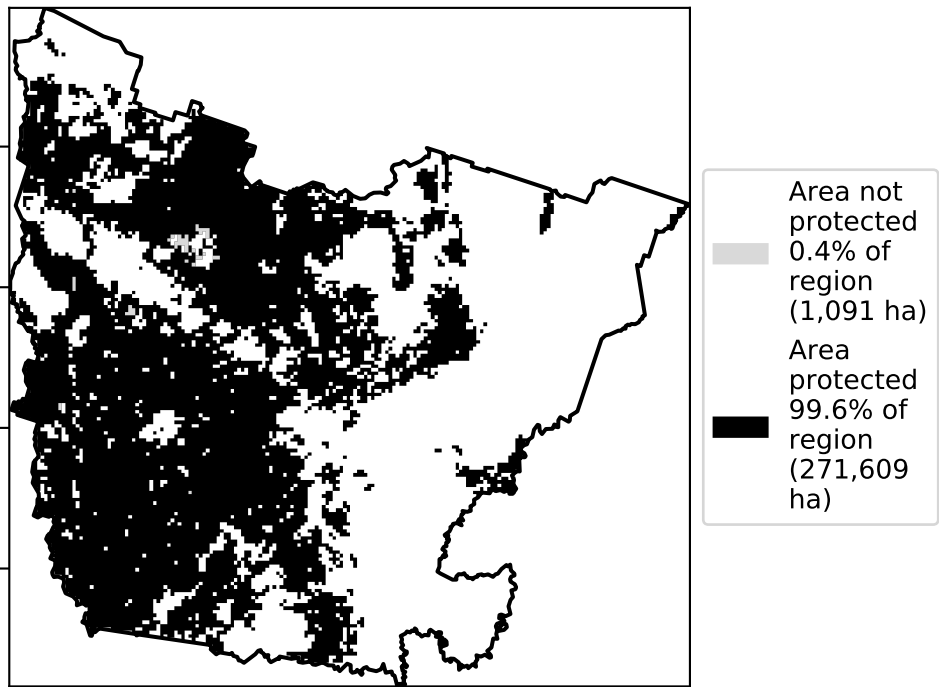 Area not
protected
0.4% of
region
(1,091 ha)
Area
protected
99.6% of
region
(271,609
ha)